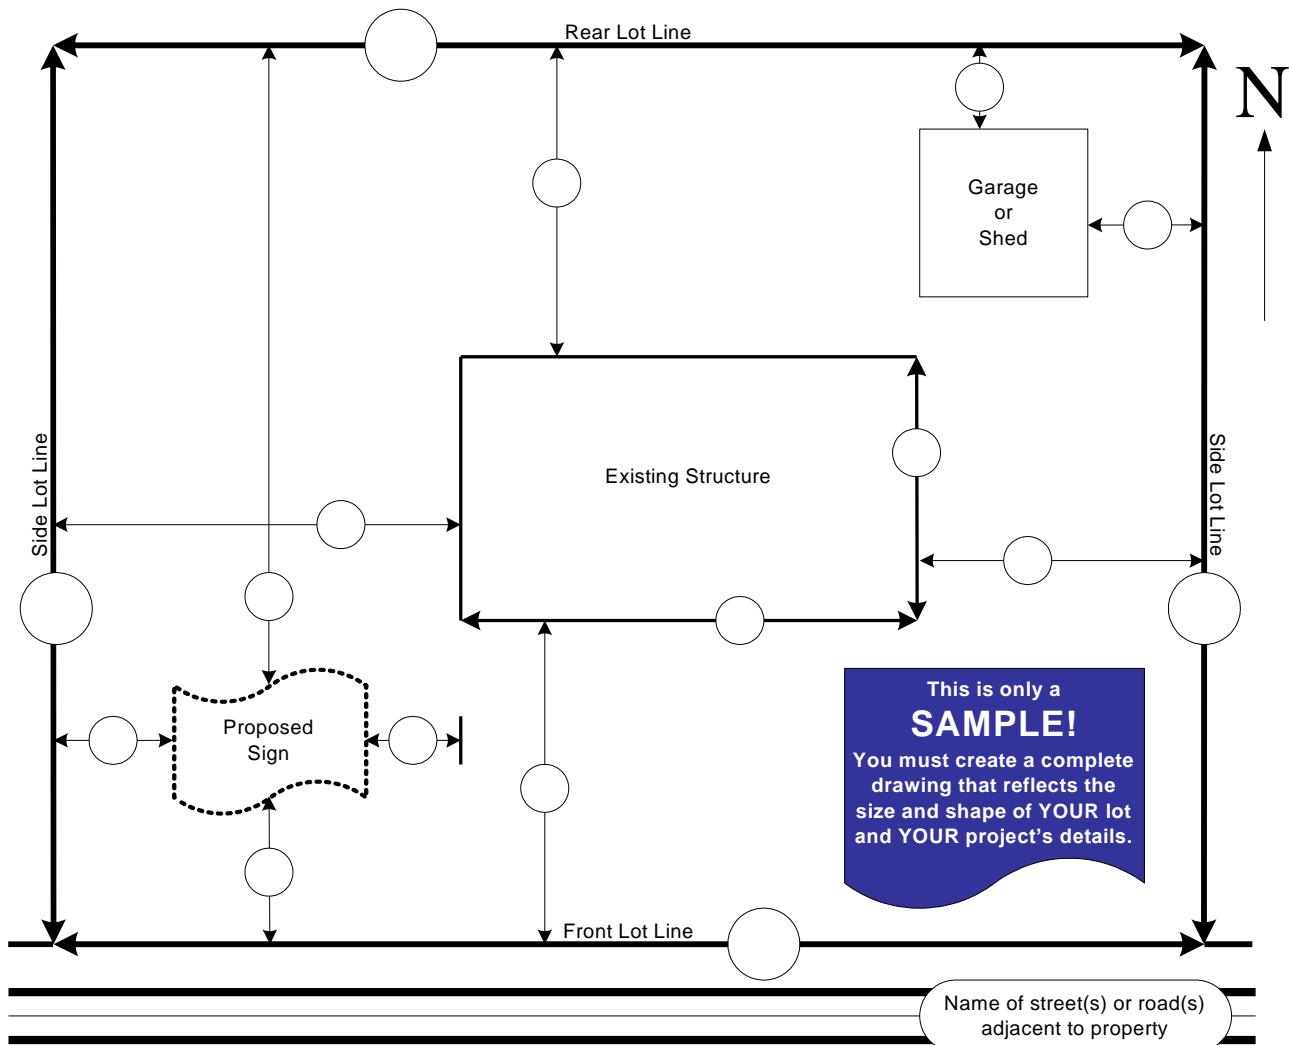 Rear Lot Line
N
Garage
or
Shed
Side Lot Line
Existing Structure
Side Lot Line
Proposed
Sign
This is only a
SAMPLE!
You must create a complete
drawing that reflects the
size and shape of YOUR lot
and YOUR project's details.
Front Lot Line
Name of street(s) or road(s)
adjacent to property